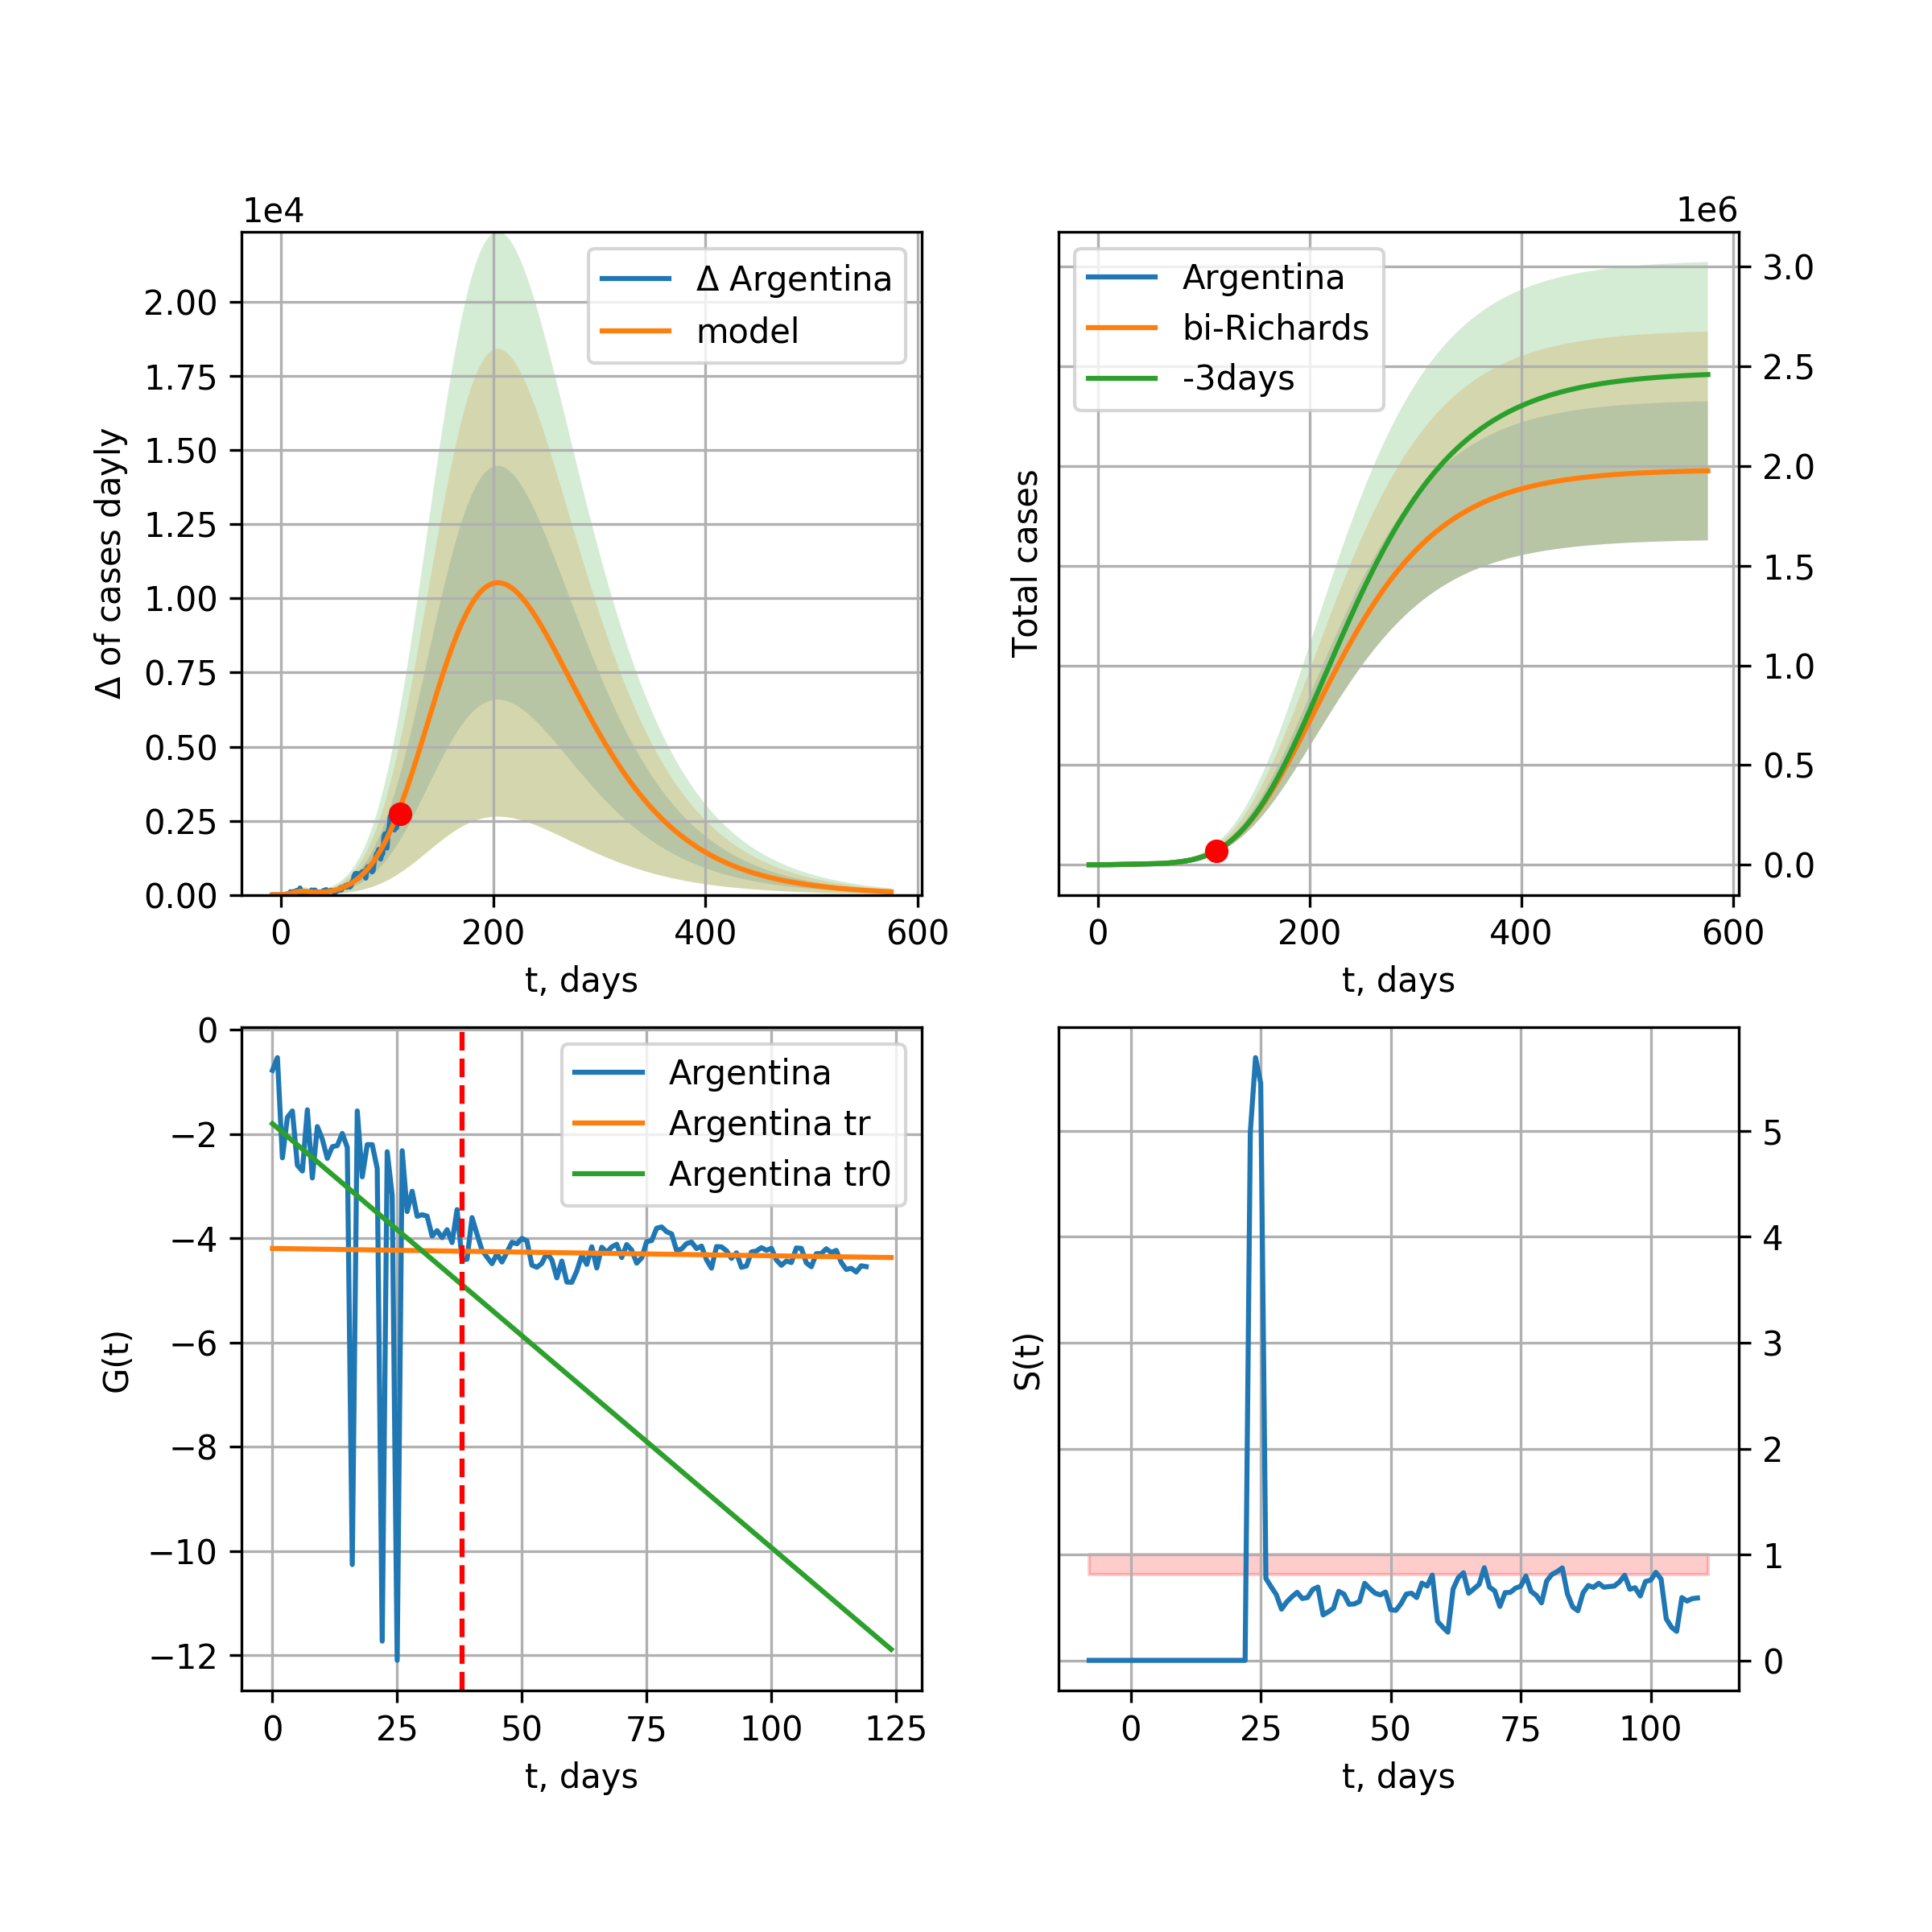 1e4
Δ Argentina
model
2.00
1.75
1.50
1.25
1.00
0.75
0.50
0.25
0.00
Δ of cases dayly
0 200 400 600
t, days
1e6
Argentina
bi-Richards
-3days
3.0
2.5
2.0
1.5
1.0
0.5
0.0
Total cases
0 200 400 600
t, days
Argentina
Argentina tr
Argentina tr0
0
−2
−4
−6
−8
−10
−12
G(t)
0 25 50 75 100 125
t, days
5
4
3
2
1
0
S(t)
0 25 50 75 100
t, days